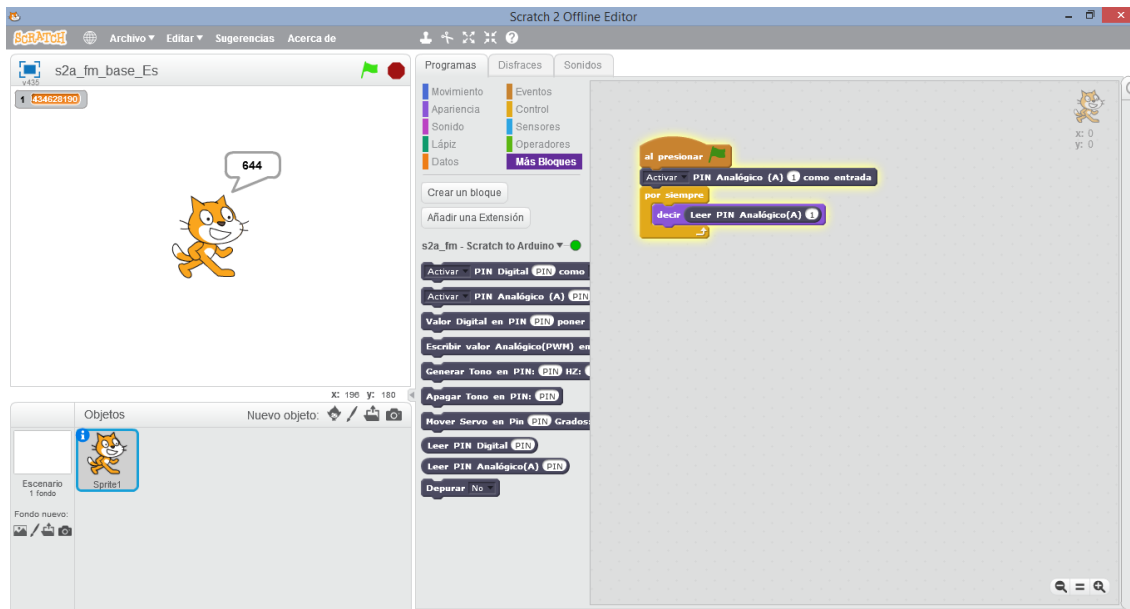 Scratch 2 Offline Editor
SCRATCH Archivo Editar Sugerencias Acerca de
s2a_fm_base_Es
v435
1 434628190
644
X: 196 y: 180
Objetos
Nuevo objeto:
Escenario
1 fondo
Fondo nuevo:
Sprite1
Programas
Disfraces
Sonidos
Movimiento
Apariencia
Sonido
Lápiz
Datos
Eventos
Control
Sensores
Operadores
Más Bloques
Crear un bloque
Añadir una Extensión
s2a_fm - Scratch to Arduino
Activar PIN Digital PIN como
Activar PIN Analógico (A) PIN
Valor Digital en PIN PIN poner
Escribir valor Analógico(PWM) en
Generar Tono en PIN: PIN HZ:
Apagar Tono en PIN: PIN
Mover Servo en Pin PIN Grados:
Leer PIN Digital PIN
Leer PIN Analógico(A) PIN
Depurar No
al presionar
Activar PIN Analógico (A) 1 como entrada
por siempre
decir Leer PIN Analógico(A) 1
x: 0
y: 0